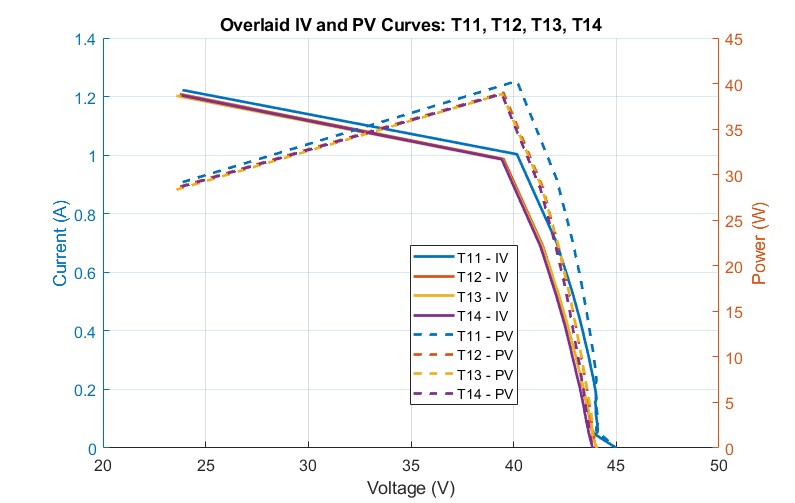 Overlaid IV and PV Curves: T11, T12, T13, T14
1.4
1.2
1
0.8
0.6
0.4
0.2
0
Current (A)
45
40
35
30
25
20
15
10
5
0
Power (W)
T11 - IV
T12 - IV
T13 - IV
T14 - IV
T11 - PV
T12 - PV
T13 - PV
T14 - PV
20 25 30 35 40 45 50
Voltage (V)